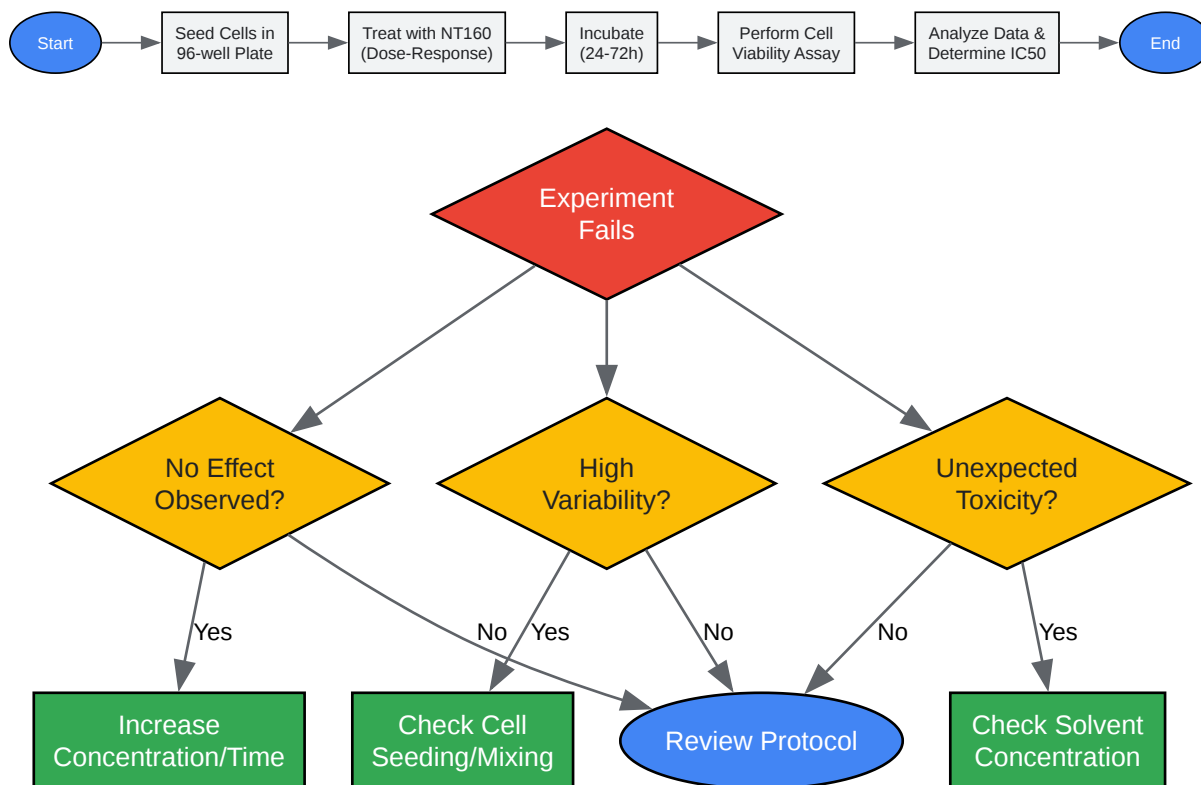 Start
Seed Cells in
96-well Plate
Treat with NT160
(Dose-Response)
Incubate
(24-72h)
Perform Cell
Viability Assay
Analyze Data &
Determine IC50
End
Experiment
Fails
No Effect
Observed?
High
Variability?
Unexpected
Toxicity?
Yes
No
Yes
No
No
Yes
Increase
Concentration/Time
Check Cell
Seeding/Mixing
Review Protocol
Check Solvent
Concentration